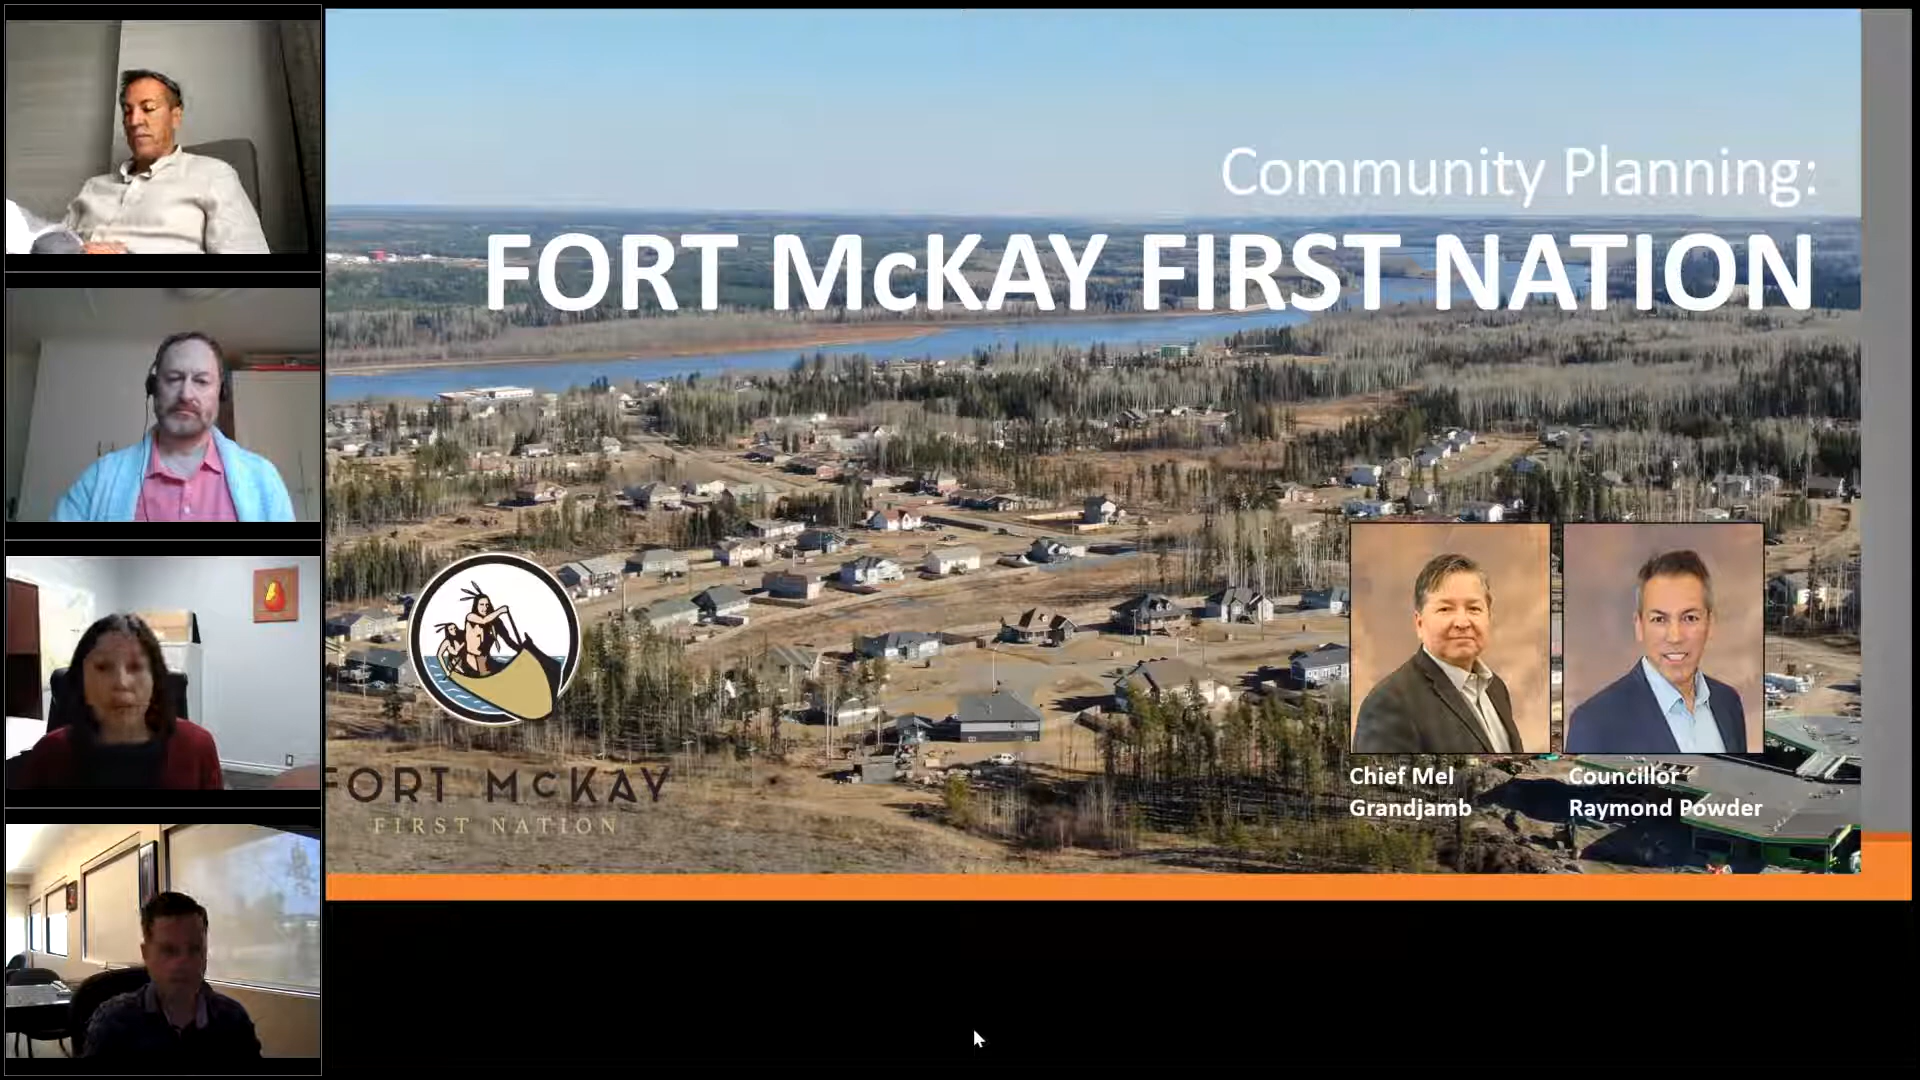 Community Planning:
FORT McKAY FIRST NATION
FORT McKAY
FIRST NATION
Chief Mel
Grandjamb
Councillor
Raymond Powder